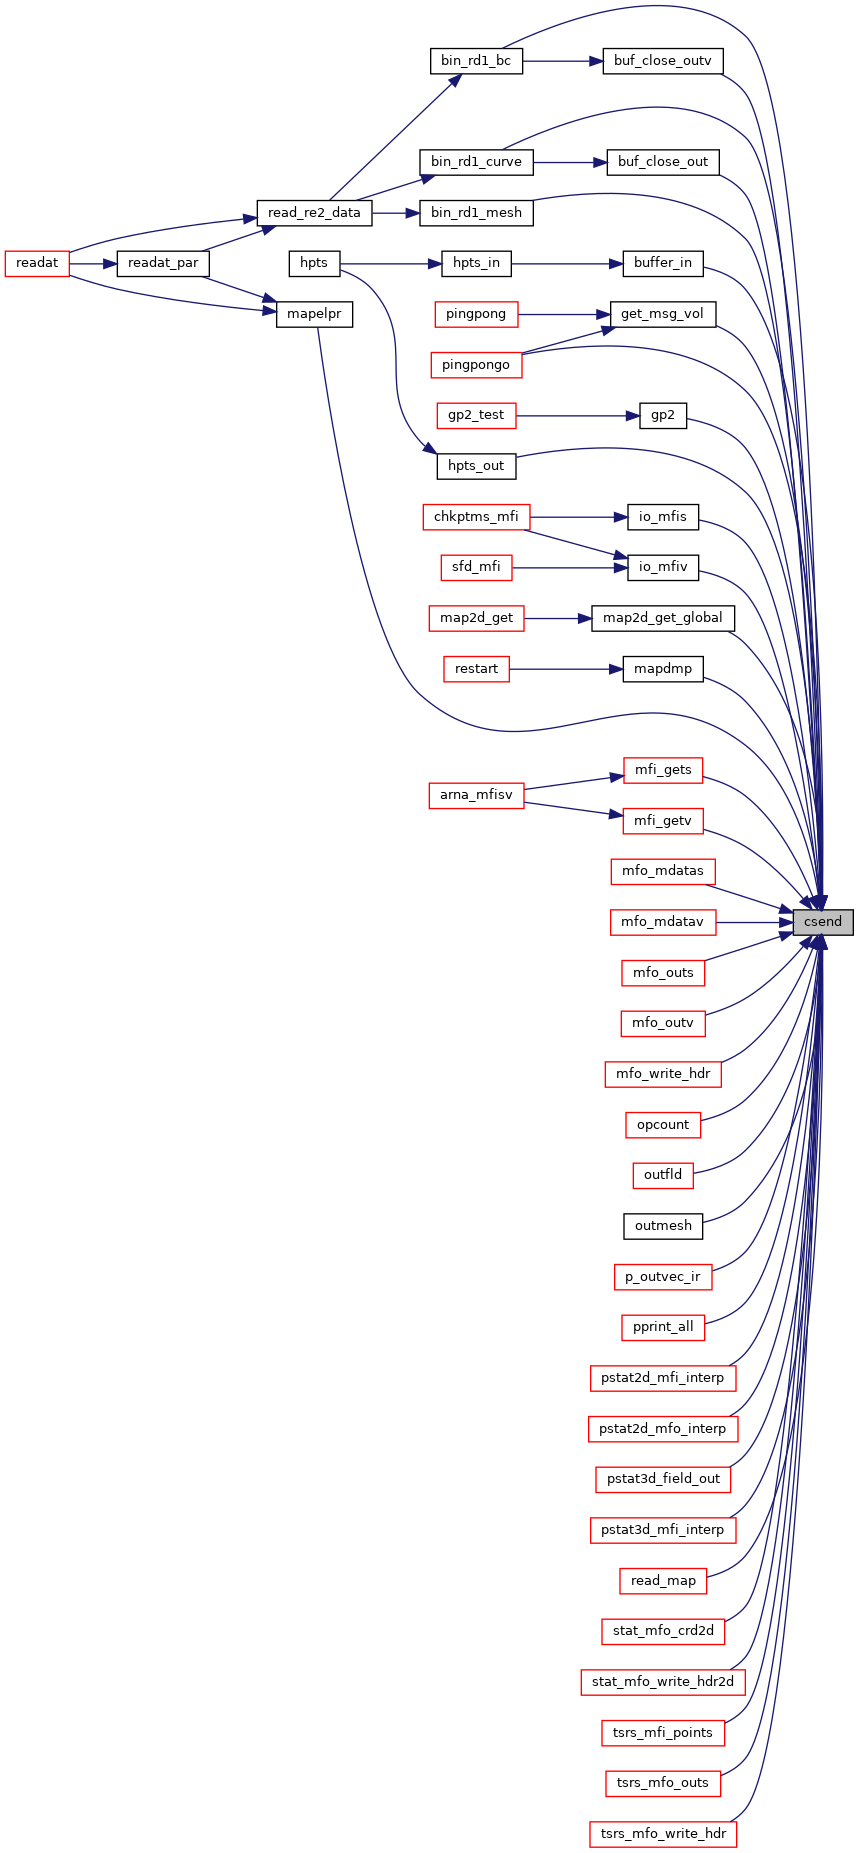 bin_rd1_bc
buf_close_outv
bin_rd1_curve
buf_close_out
read_re2_data
bin_rd1_mesh
readat
readat_par
hpts
hpts_in
buffer_in
mapelpr
pingpong
get_msg_vol
pingpongo
gp2_test
gp2
hpts_out
chkptms_mfi
io_mfis
sfd_mfi
io_mfiv
map2d_get
map2d_get_global
restart
mapdmp
mfi_gets
arna_mfisv
mfi_getv
mfo_mdatas
mfo_mdatav
csend
mfo_outs
mfo_outv
mfo_write_hdr
opcount
outfld
outmesh
p_outvec_ir
pprint_all
pstat2d_mfi_interp
pstat2d_mfo_interp
pstat3d_field_out
pstat3d_mfi_interp
read_map
stat_mfo_crd2d
stat_mfo_write_hdr2d
tsrs_mfi_points
tsrs_mfo_outs
tsrs_mfo_write_hdr